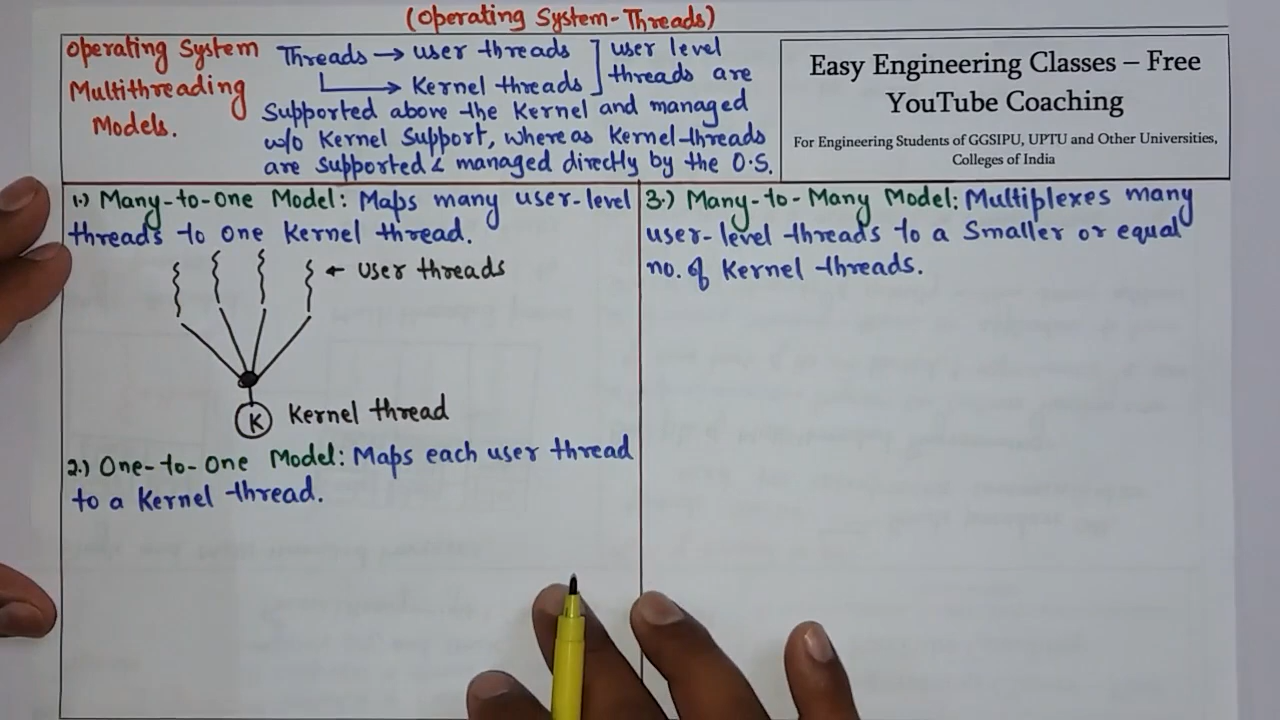 (Operating System-Threads)
Operating System
Multithreading
Models.
Threads → user threads
→ Kernel threads
] user level
threads are
Supported above the Kernel and managed
w/o Kernel Support, where as Kernel-threads
are supported & managed directly by the O.S.
Easy Engineering Classes – Free
YouTube Coaching
For Engineering Students of GGSIPU, UPTU and Other Universities,
Colleges of India
1.) Many-to-One Model: Maps many user-level
threads to one Kernel thread.
← user threads
K Kernel thread
2.) One-to-One Model: Maps each user thread
to a Kernel thread.
3.) Many-to-Many Model: Multiplexes many
user-level threads to a Smaller or equal
no. of Kernel threads.